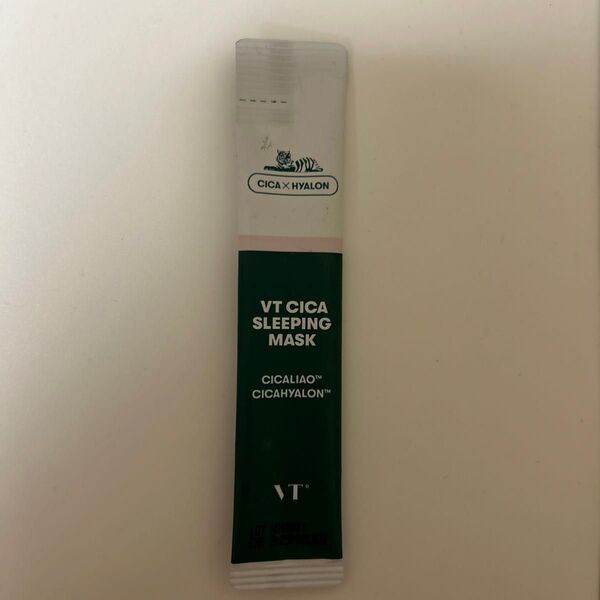 CICA×HYALON
VT CICA
SLEEPING
MASK
CICALIAO™
CICAHYALON™
VT®